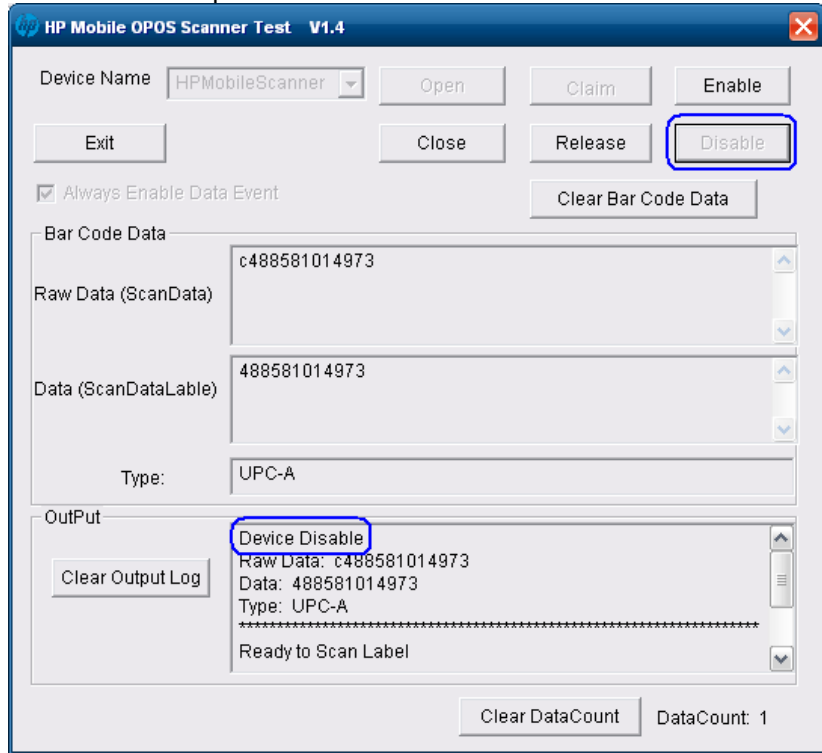 HP Mobile OPOS Scanner Test V1.4
Device Name HPMobileScanner Open Claim Enable
Exit Close Release Disable
Always Enable Data Event Clear Bar Code Data
Bar Code Data
Raw Data (ScanData) c488581014973
Data (ScanDataLable) 488581014973
Type: UPC-A
OutPut
Device Disable
Raw Data: c488581014973
Clear Output Log Data: 488581014973
Type: UPC-A
**********************************************************************
Ready to Scan Label
Clear DataCount DataCount: 1